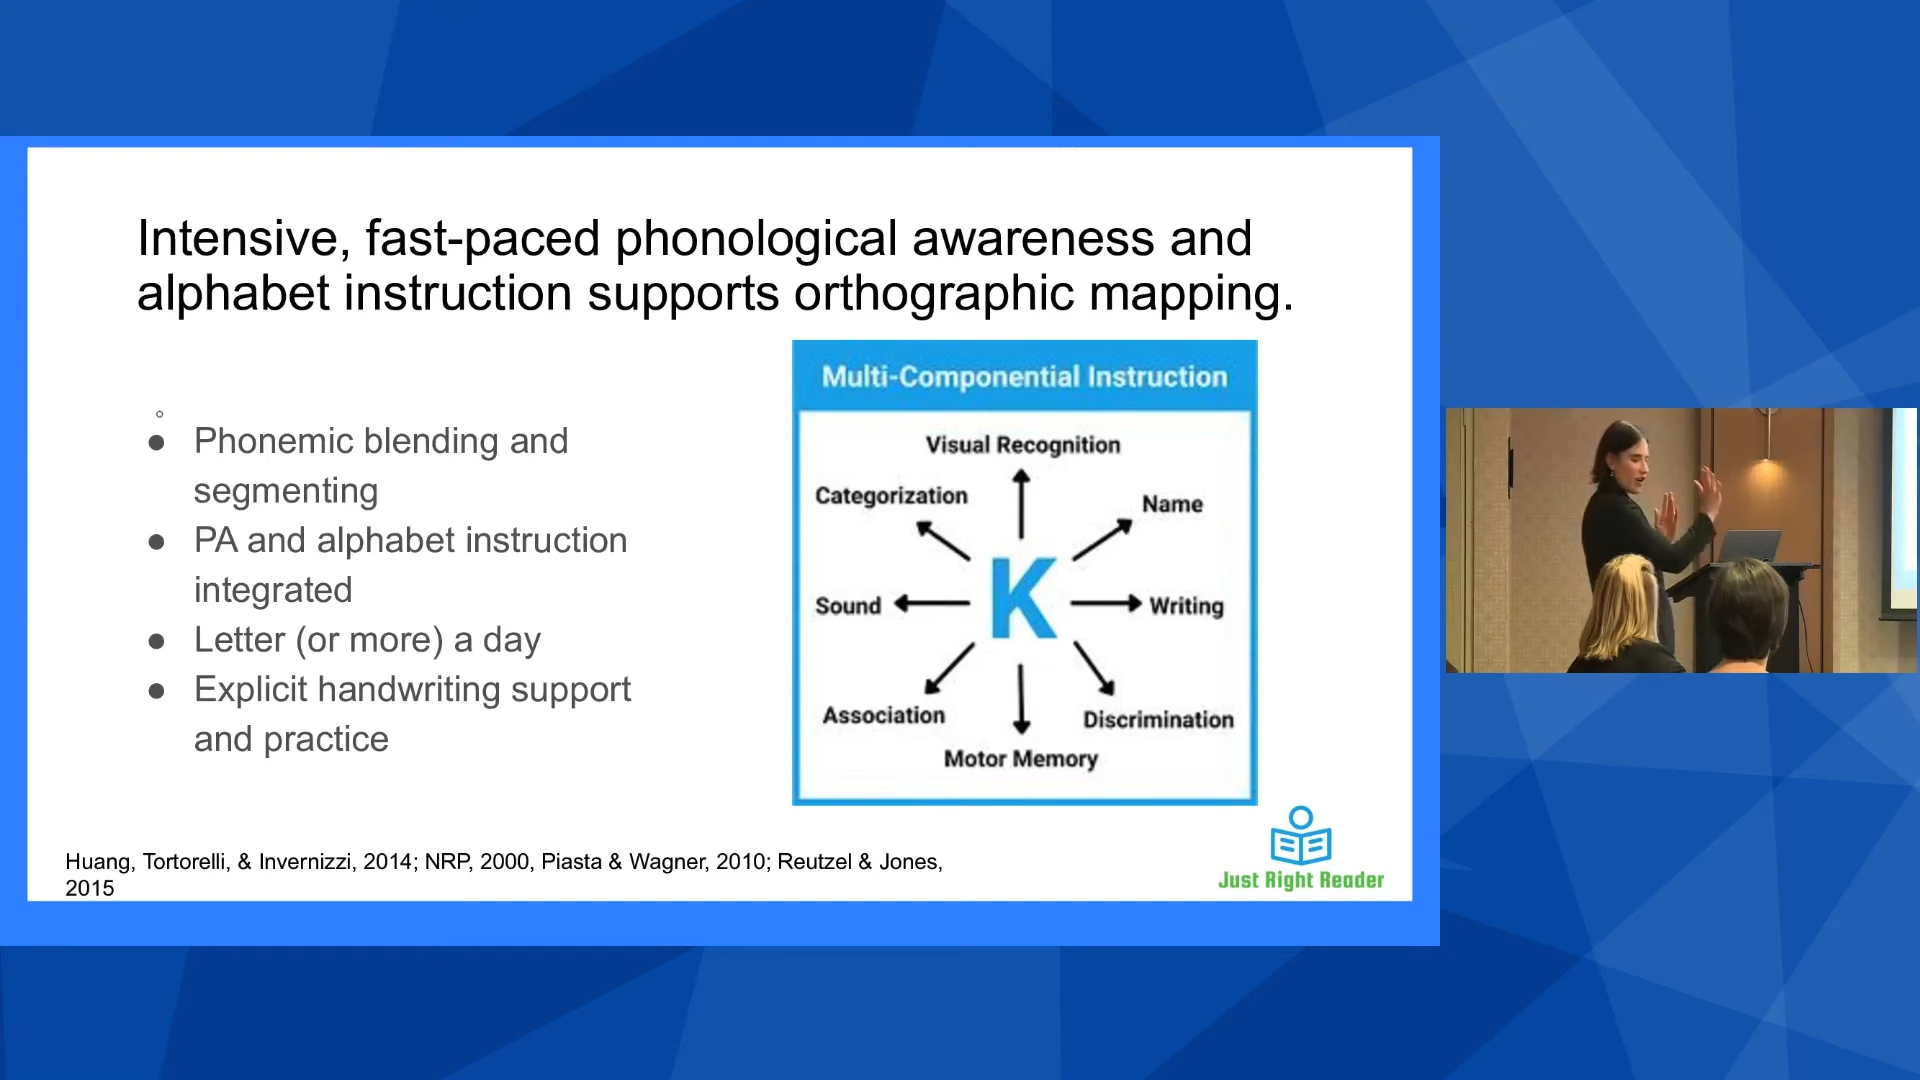 Intensive, fast-paced phonological awareness and
alphabet instruction supports orthographic mapping.
Phonemic blending and
segmenting
PA and alphabet instruction
integrated
Letter (or more) a day
Explicit handwriting support
and practice
Multi-Componential Instruction
Visual Recognition
Categorization
Name
K
Sound
Writing
Association
Discrimination
Motor Memory
Huang, Tortorelli, & Invernizzi, 2014; NRP, 2000, Piasta & Wagner, 2010; Reutzel & Jones,
2015
Just Right Reader